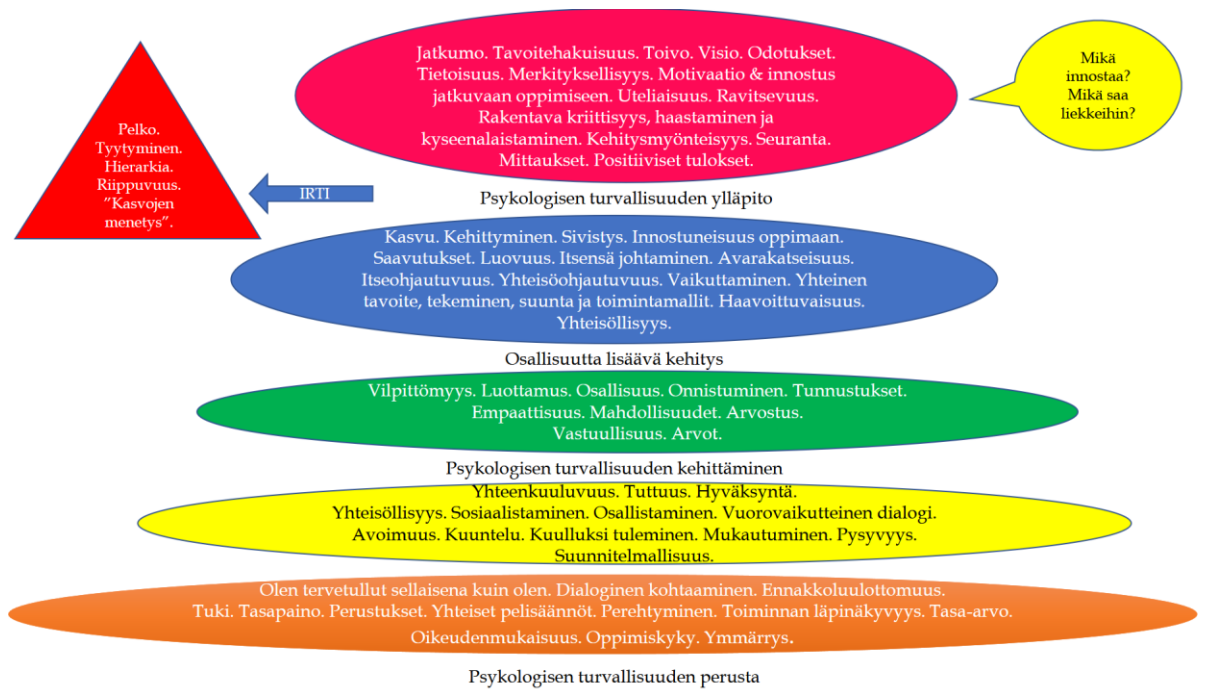 Jatkumo. Tavoitehakuisuus. Toivo. Visio. Odotukset.
Tietoisuus. Merkityksellisyys. Motivaatio & innostus
jatkuvaan oppimiseen. Uteliaisuus. Ravitsevuus.
Rakentava kriittisyys, haastaminen ja
kyseenalaistaminen. Kehitysmyönteisyys. Seuranta.
Mittaukset. Positiiviset tulokset.
Mikä
innostaa?
Mikä saa
liekkeihin?
Pelko.
Tyytyminen.
Hierarkia.
Riippuvuus.
”Kasvojen
menetys”.
IRTI
Psykologisen turvallisuuden ylläpito
Kasvu. Kehittyminen. Sivistys. Innostuneisuus oppimaan.
Saavutukset. Luovuus. Itsensä johtaminen. Avarakatseisuus.
Itseohjautuvuus. Yhteisöohjautuvuus. Vaikuttaminen. Yhteinen
tavoite, tekeminen, suunta ja toimintamallit. Haavoittuvaisuus.
Yhteisöllisyys.
Osallisuutta lisäävä kehitys
Vilpittömyys. Luottamus. Osallisuus. Onnistuminen. Tunnustukset.
Empaattisuus. Mahdollisuudet. Arvostus.
Vastuullisuus. Arvot.
Psykologisen turvallisuuden kehittäminen
Yhteenkuuluvuus. Tuttuus. Hyväksyntä.
Yhteisöllisyys. Sosiaalistaminen. Osallistaminen. Vuorovaikutteinen dialogi.
Avoimuus. Kuuntelu. Kuulluksi tuleminen. Mukautuminen. Pysyvyys.
Suunnitelmallisuus.
Olen tervetullut sellaisena kuin olen. Dialoginen kohtaaminen. Ennakkoluulottomuus.
Tuki. Tasapaino. Perustukset. Yhteiset pelisäännöt. Perehtyminen. Toiminnan läpinäkyvyys. Tasa-arvo.
Oikeudenmukaisuus. Oppimiskyky. Ymmärrys.
Psykologisen turvallisuuden perusta